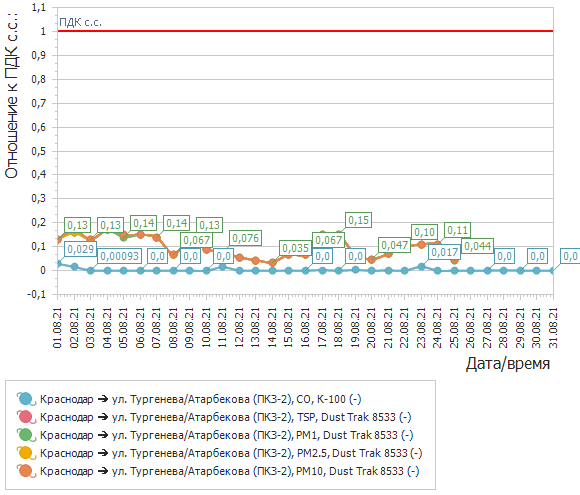 Отношение к ПДК с.с.:
1,1
1
0,9
0,8
0,7
0,6
0,5
0,4
0,3
0,2
0,1
0
-0,1
ПДК с.с.
0,13 0,13 0,14 0,14 0,13 0,15 0,10 0,11
0,067 0,076 0,035 0,067 0,047 0,044
0,029 0,00093 0,0 0,0 0,0 0,0 0,0 0,017 0,0 0,0 0,0
01.08.21 02.08.21 03.08.21 04.08.21 05.08.21 06.08.21 07.08.21 08.08.21 09.08.21 10.08.21 11.08.21 12.08.21 13.08.21 14.08.21 15.08.21 16.08.21 17.08.21 18.08.21 19.08.21 20.08.21 21.08.21 22.08.21 23.08.21 24.08.21 25.08.21 26.08.21 27.08.21 28.08.21 29.08.21 30.08.21 31.08.21
Дата/время
Краснодар ➔ ул. Тургенева/Атарбекова (ПКЗ-2), CO, К-100 (-)
Краснодар ➔ ул. Тургенева/Атарбекова (ПКЗ-2), TSP, Dust Trak 8533 (-)
Краснодар ➔ ул. Тургенева/Атарбекова (ПКЗ-2), PM1, Dust Trak 8533 (-)
Краснодар ➔ ул. Тургенева/Атарбекова (ПКЗ-2), PM2.5, Dust Trak 8533 (-)
Краснодар ➔ ул. Тургенева/Атарбекова (ПКЗ-2), PM10, Dust Trak 8533 (-)